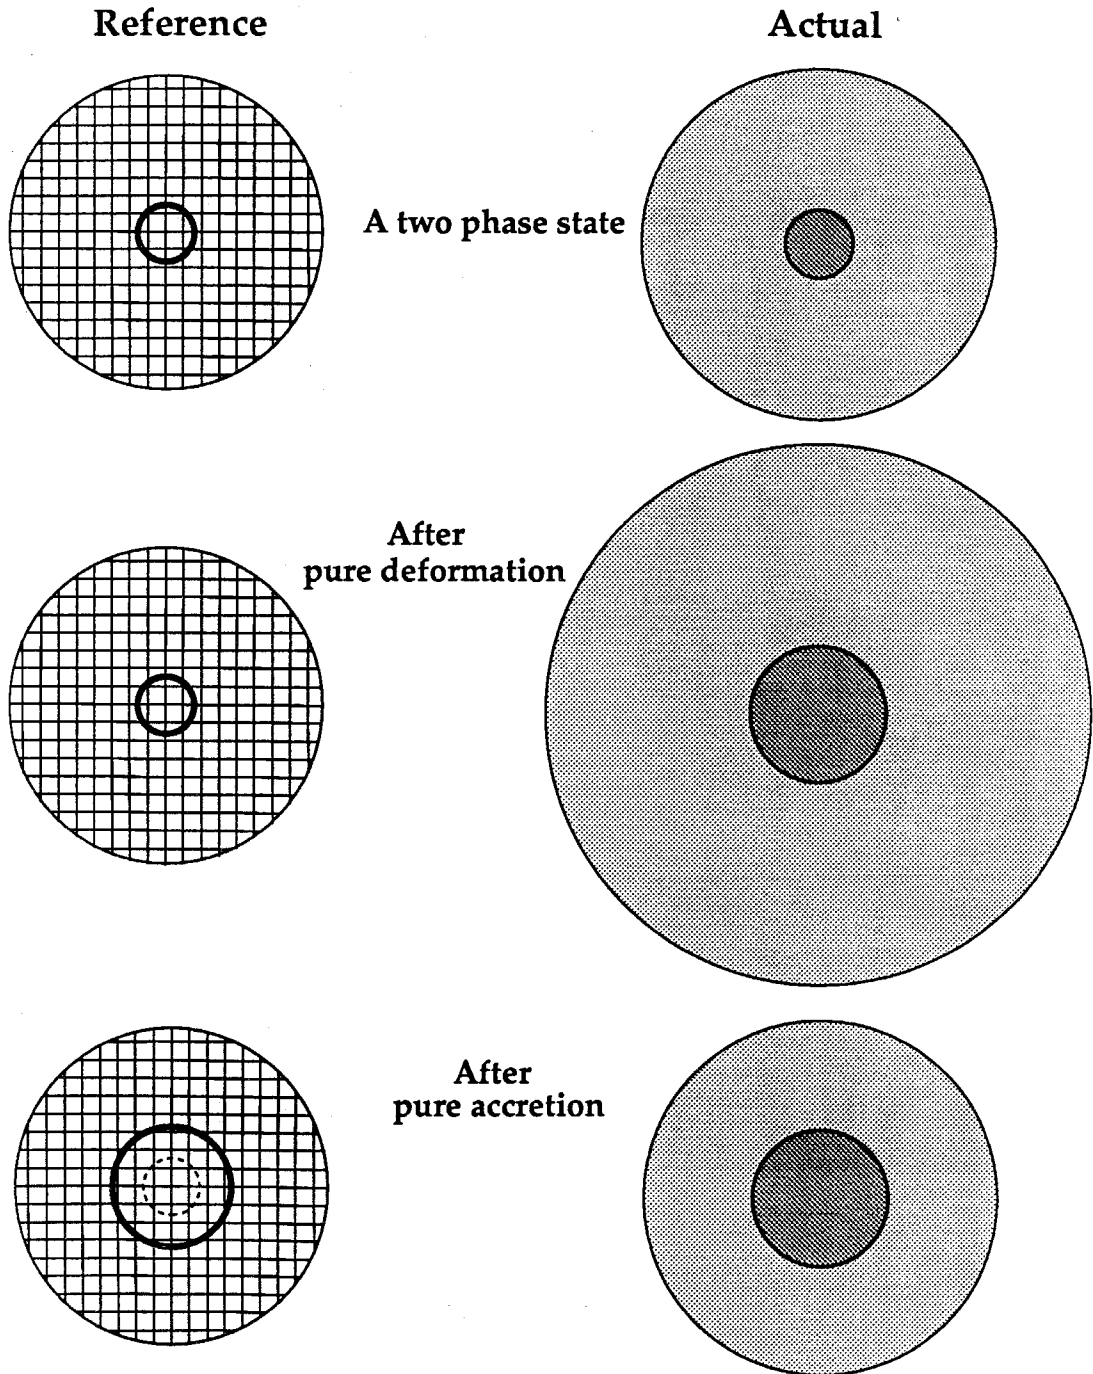 Reference
Actual
A two phase state
After
pure deformation
After
pure accretion